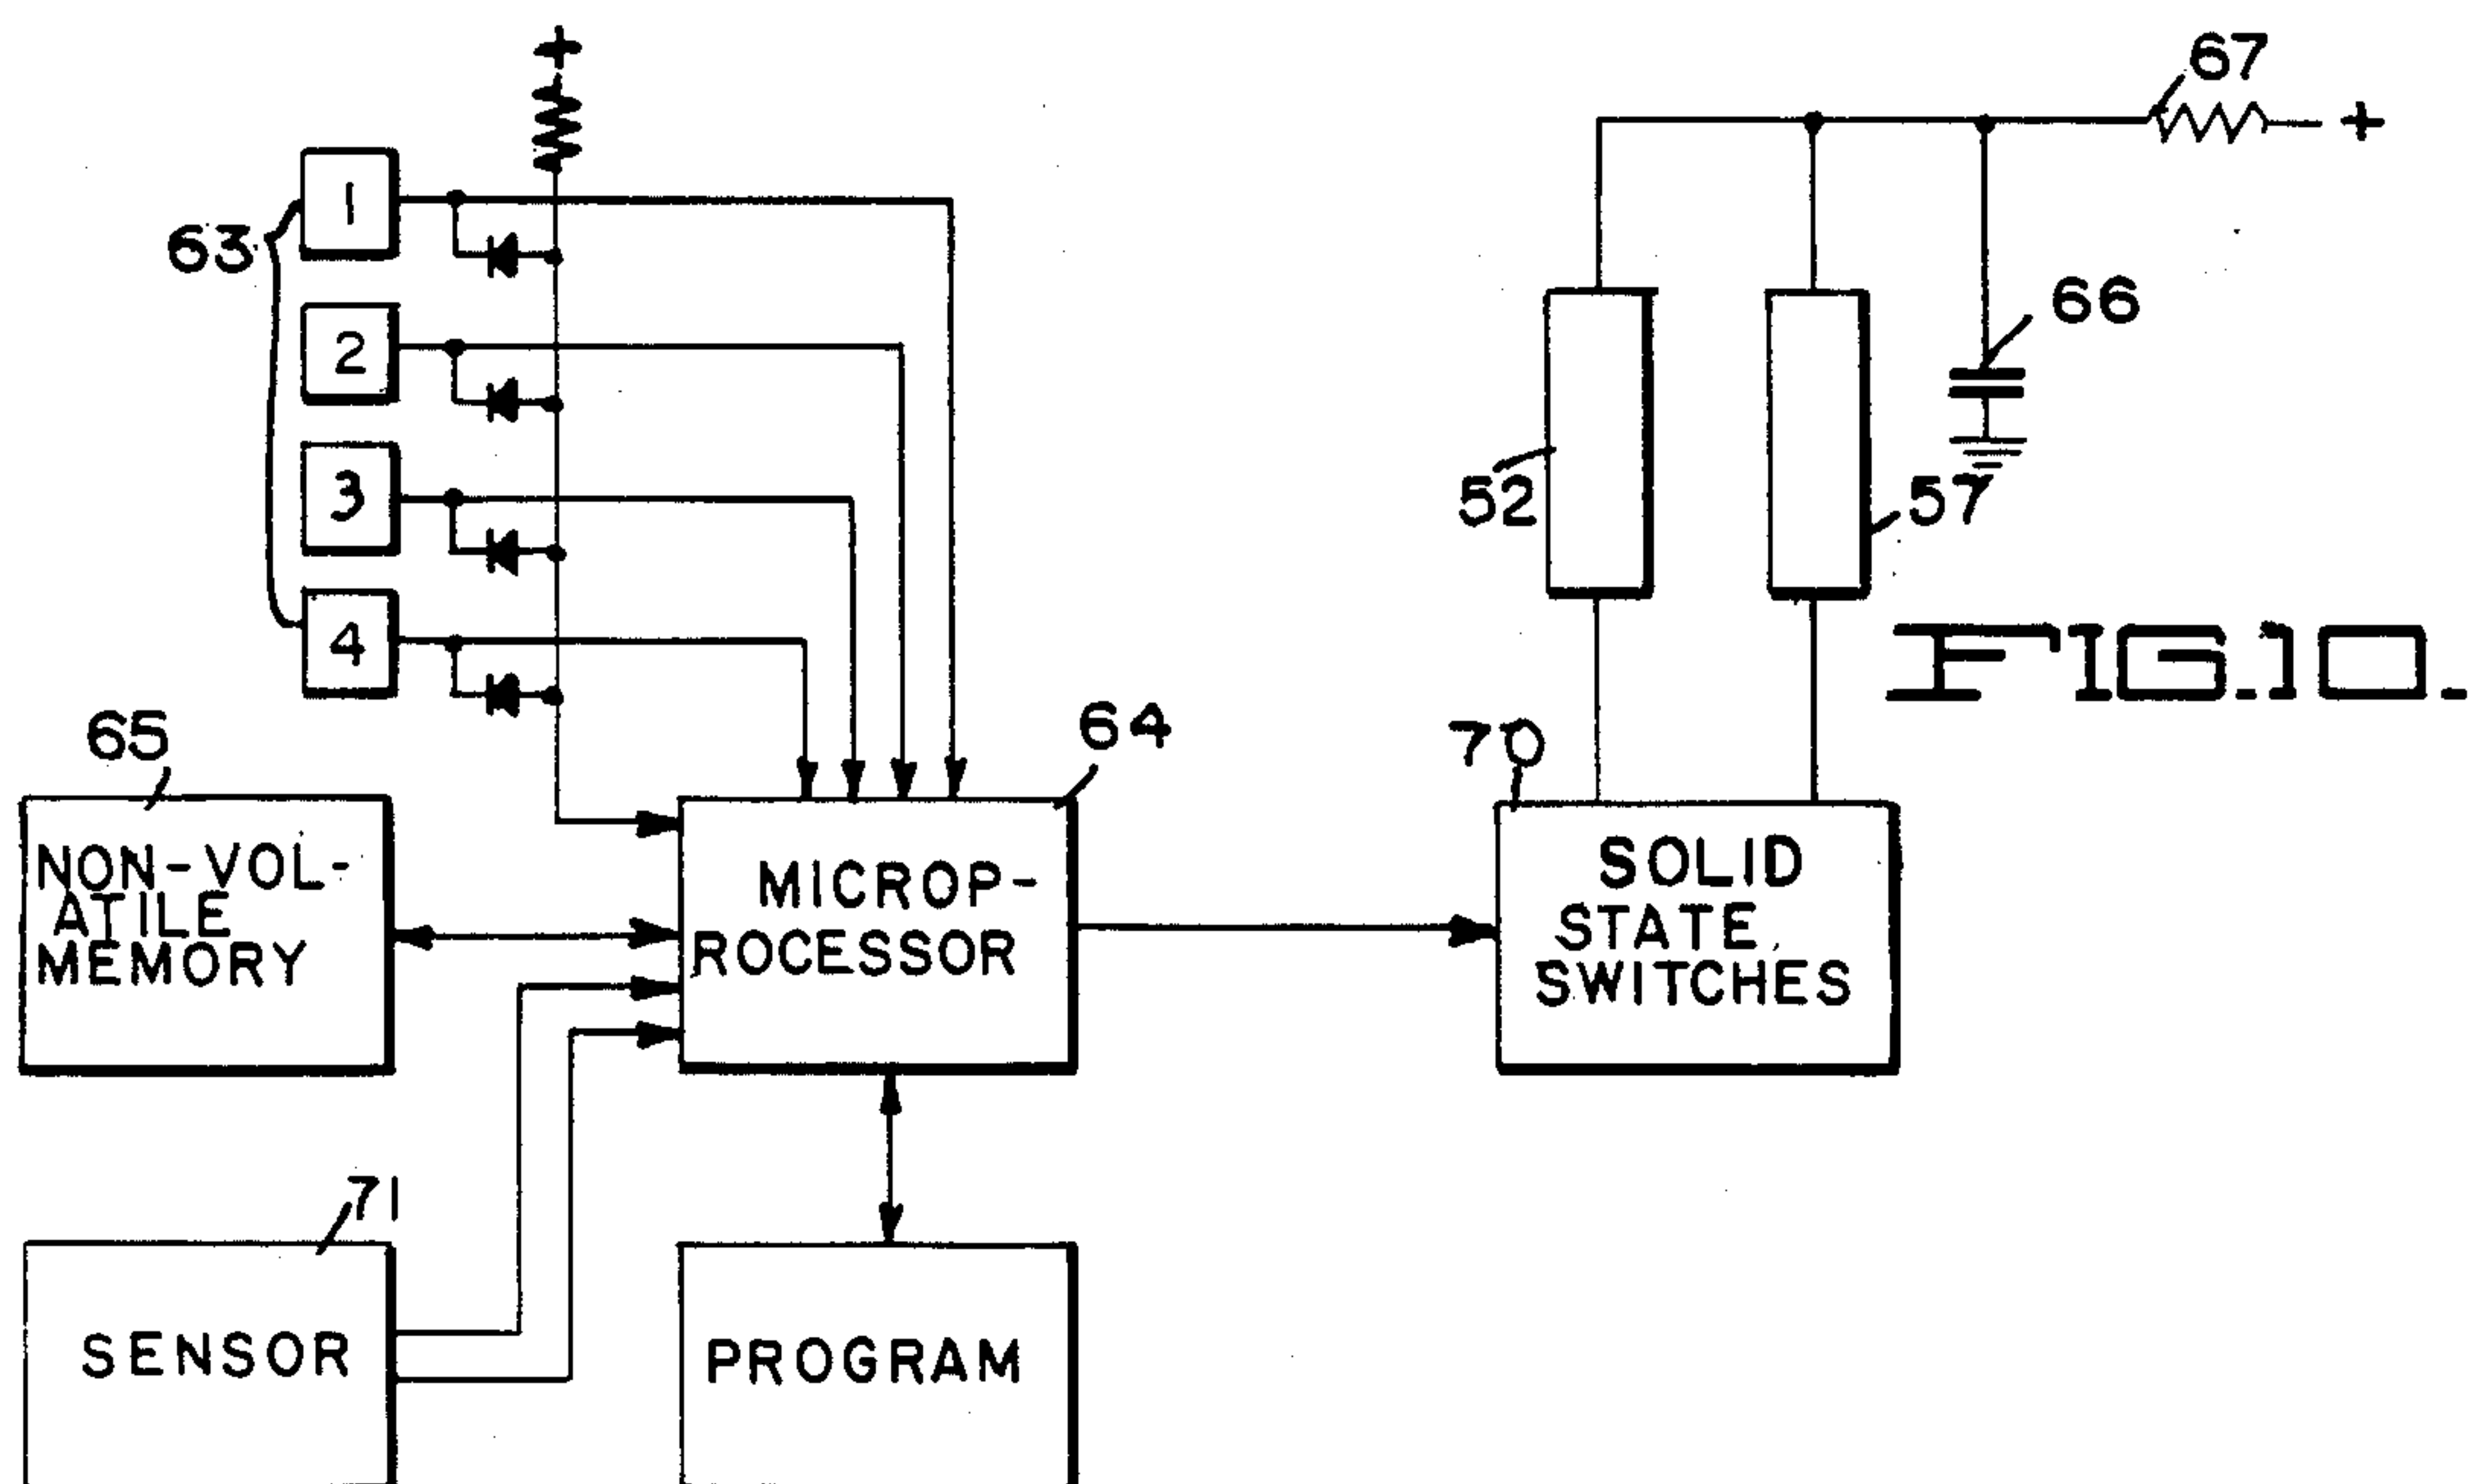 +
67
+
1
63
2
66
3
52
57
4
FIG.10.
65
64
70
NON-VOL-
ATILE
MEMORY
MICROP-
ROCESSOR
SOLID
STATE
SWITCHES
71
SENSOR
PROGRAM